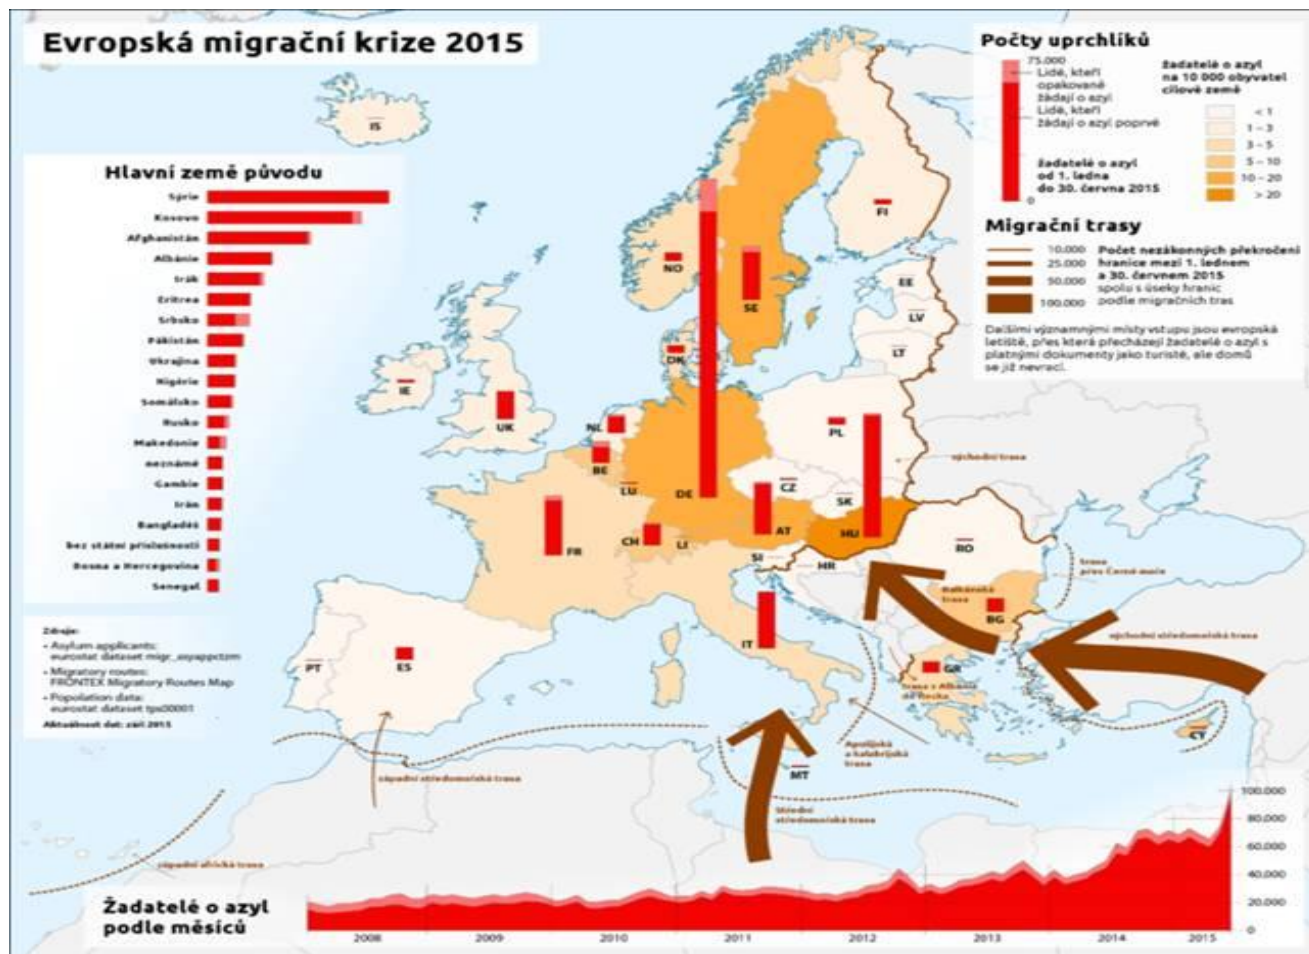 Evropská migrační krize 2015
Počty uprchlíků
75.000
Lidé, kteří
opakovaně
žádají o azyl
Lidé, kteří
žádají o azyl poprvé
žadatelé o azyl
od 1. ledna
do 30. června 2015
0
žadatelé o azyl
na 10 000 obyvatel
cílové země
< 1
1 – 3
3 – 5
5 – 10
10 – 20
> 20
Migrační trasy
10.000
25.000
50.000
100.000
Počet nezákonných překročení
hranice mezi 1. lednem
a 30. červnem 2015
spolu s úseky hranic
podle migračních tras
Dalšími významnými místy vstupu jsou evropská
letiště, přes která přecházejí žadatelé o azyl s
platnými dokumenty jako turisté, ale domů
se již nevrací.
Hlavní země původu
Sýrie
Kosovo
Afghanistán
Albánie
Irák
Eritrea
Srbsko
Pákistán
Ukrajina
Nigérie
Somálsko
Rusko
Makedonie
neznámé
Gambie
Irán
Bangladéš
bez státní příslušnosti
Bosna a Hercegovina
Senegal
Zdroje:
• Asylum applicants:
eurostat dataset migr_asyappctzm
• Migratory routes:
FRONTEX Migratory Routes Map
• Popolation data:
eurostat dataset tps00001
Aktuálnost dat: září 2015
IS
NO
SE
FI
EE
LV
LT
DK
IE
UK
NL
BE
LU
DE
PL
CZ
SK
FR
CH
LI
AT
HU
SI
HR
RO
BG
IT
PT
ES
GR
MT
CY
východní trasa
trasa
přes Černé moře
Balkánská
trasa
východní středomořská trasa
trasa z Albánie
do Řecka
Apulijská
a kalabrijská
trasa
Střední
středomořská trasa
západní středomořská trasa
západní africká trasa
Žadatelé o azyl
podle měsíců
100.000
80.000
60.000
40.000
20.000
0
2008
2009
2010
2011
2012
2013
2014
2015